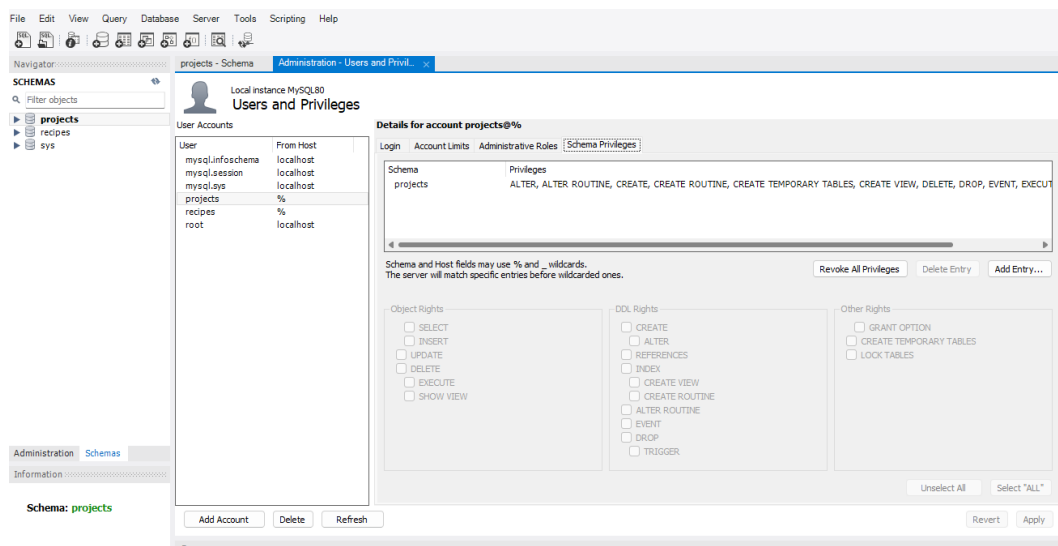 File Edit View Query Database Server Tools Scripting Help
Navigator
SCHEMAS
Filter objects
projects
recipes
sys
Administration Schemas
Information
Schema: projects
projects - Schema Administration - Users and Privil...
Local instance MySQL80
Users and Privileges
User Accounts
User From Host
mysql.infoschema localhost
mysql.session localhost
mysql.sys localhost
projects %
recipes %
root localhost
Add Account Delete Refresh
Details for account projects@%
Login Account Limits Administrative Roles Schema Privileges
Schema Privileges
projects ALTER, ALTER ROUTINE, CREATE, CREATE ROUTINE, CREATE TEMPORARY TABLES, CREATE VIEW, DELETE, DROP, EVENT, EXECUT
Schema and Host fields may use % and _ wildcards.
The server will match specific entries before wildcarded ones.
Revoke All Privileges Delete Entry Add Entry...
Object Rights
SELECT
INSERT
UPDATE
DELETE
EXECUTE
SHOW VIEW
DDL Rights
CREATE
ALTER
REFERENCES
INDEX
CREATE VIEW
CREATE ROUTINE
ALTER ROUTINE
EVENT
DROP
TRIGGER
Other Rights
GRANT OPTION
CREATE TEMPORARY TABLES
LOCK TABLES
Unselect All Select "ALL"
Revert Apply